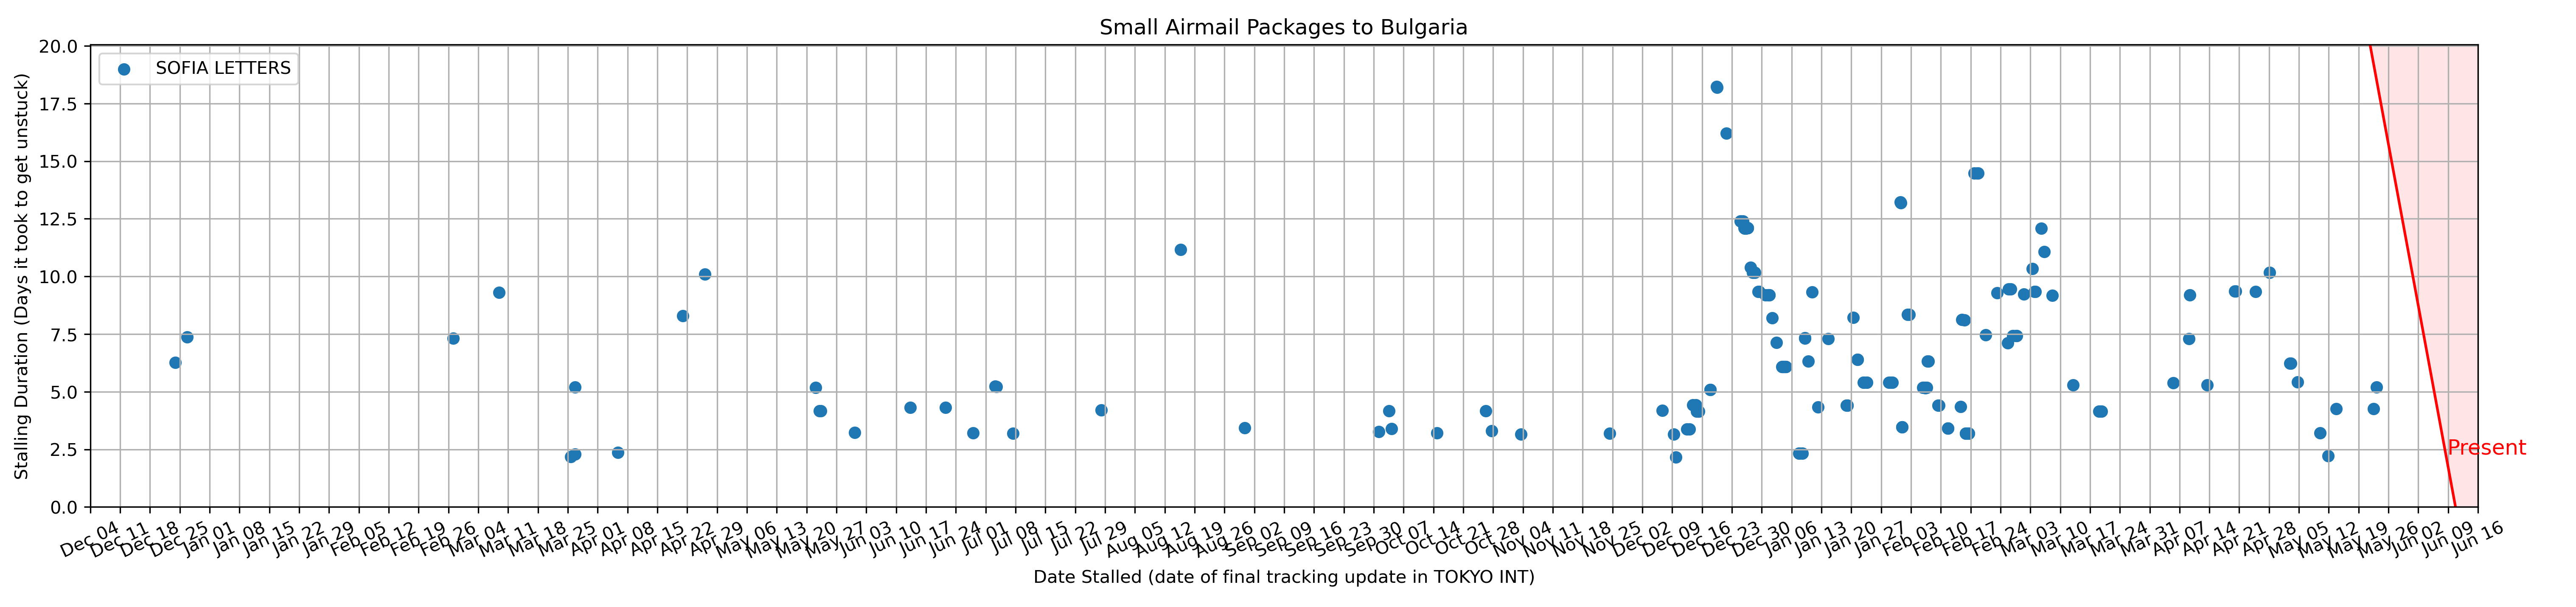 Small Airmail Packages to Bulgaria
Stalling Duration (Days it took to get unstuck)
20.0
17.5
15.0
12.5
10.0
7.5
5.0
2.5
0.0
SOFIA LETTERS
Present
Dec 04 Dec 11 Dec 18 Dec 25 Jan 01 Jan 08 Jan 15 Jan 22 Jan 29 Feb 05 Feb 12 Feb 19 Feb 26 Mar 04 Mar 11 Mar 18 Mar 25 Apr 01 Apr 08 Apr 15 Apr 22 Apr 29 May 06 May 13 May 20 May 27 Jun 03 Jun 10 Jun 17 Jun 24 Jul 01 Jul 08 Jul 15 Jul 22 Jul 29 Aug 05 Aug 12 Aug 19 Aug 26 Sep 02 Sep 09 Sep 16 Sep 23 Sep 30 Oct 07 Oct 14 Oct 21 Oct 28 Nov 04 Nov 11 Nov 18 Nov 25 Dec 02 Dec 09 Dec 16 Dec 23 Dec 30 Jan 06 Jan 13 Jan 20 Jan 27 Feb 03 Feb 10 Feb 17 Feb 24 Mar 03 Mar 10 Mar 17 Mar 24 Mar 31 Apr 07 Apr 14 Apr 21 Apr 28 May 05 May 12 May 19 May 26 Jun 02 Jun 09 Jun 16
Date Stalled (date of final tracking update in TOKYO INT)